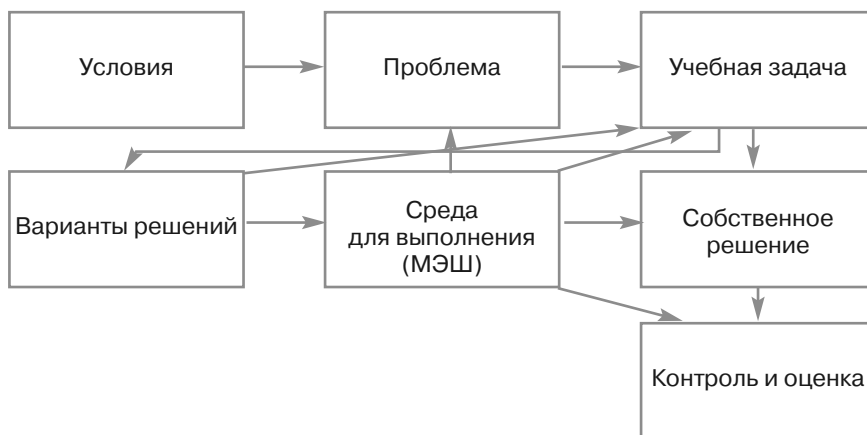 Условия
Проблема
Учебная задача
Варианты решений
Среда
для выполнения
(МЭШ)
Собственное
решение
Контроль и оценка